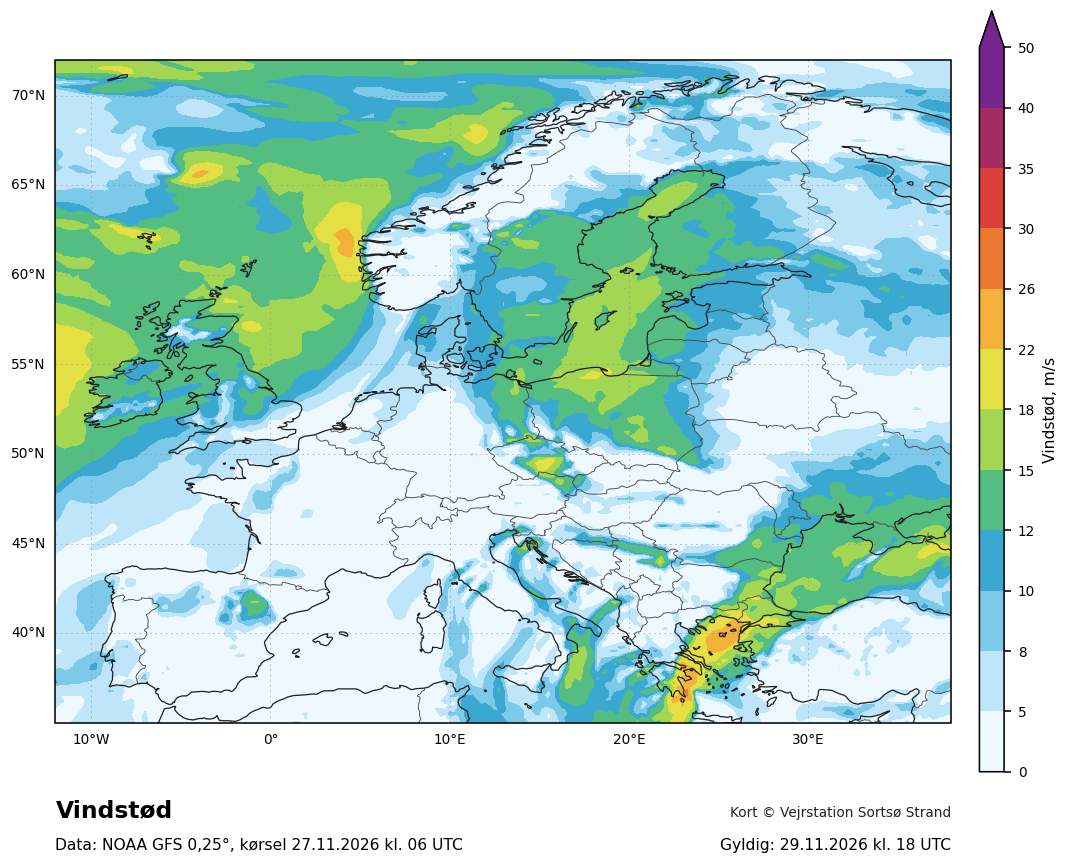 70°N
65°N
60°N
55°N
50°N
45°N
40°N
10°W
0°
10°E
20°E
30°E
50
40
35
30
26
22
18
15
12
10
8
5
0
Vindstød, m/s
Vindstød
Kort © Vejrstation Sortsø Strand
Data: NOAA GFS 0,25°, kørsel 27.11.2026 kl. 06 UTC
Gyldig: 29.11.2026 kl. 18 UTC